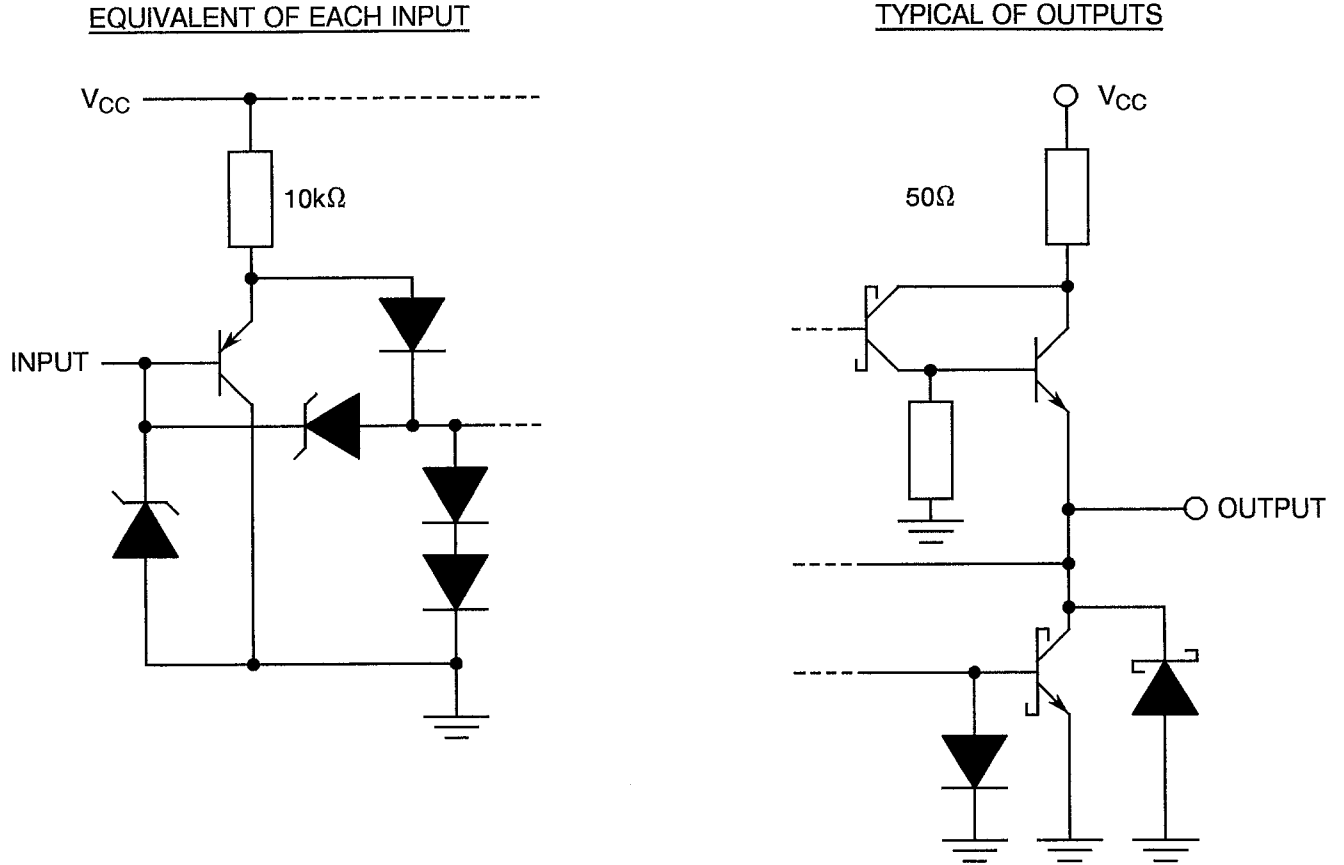 EQUIVALENT OF EACH INPUT
TYPICAL OF OUTPUTS
VCC
VCC
10kΩ
50Ω
INPUT
OUTPUT